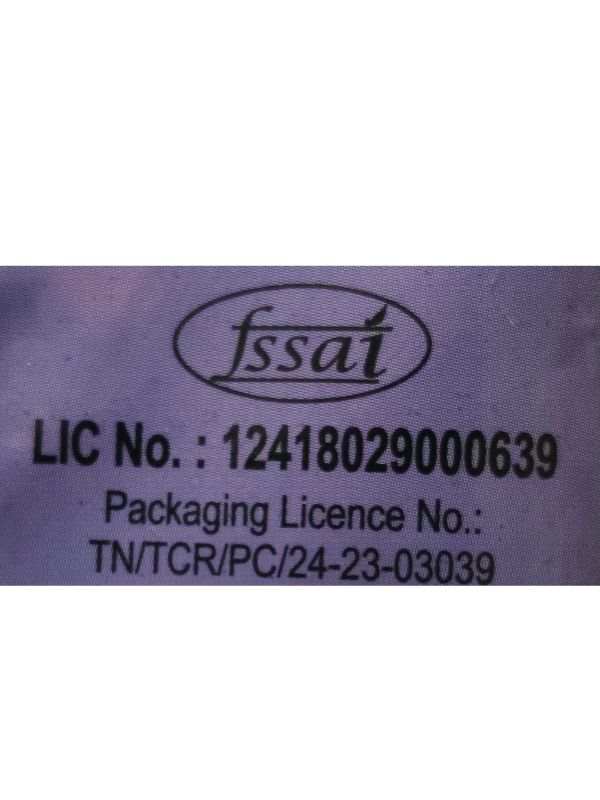 fssai
LIC No. : 12418029000639
Packaging Licence No.:
TN/TCR/PC/24-23-03039